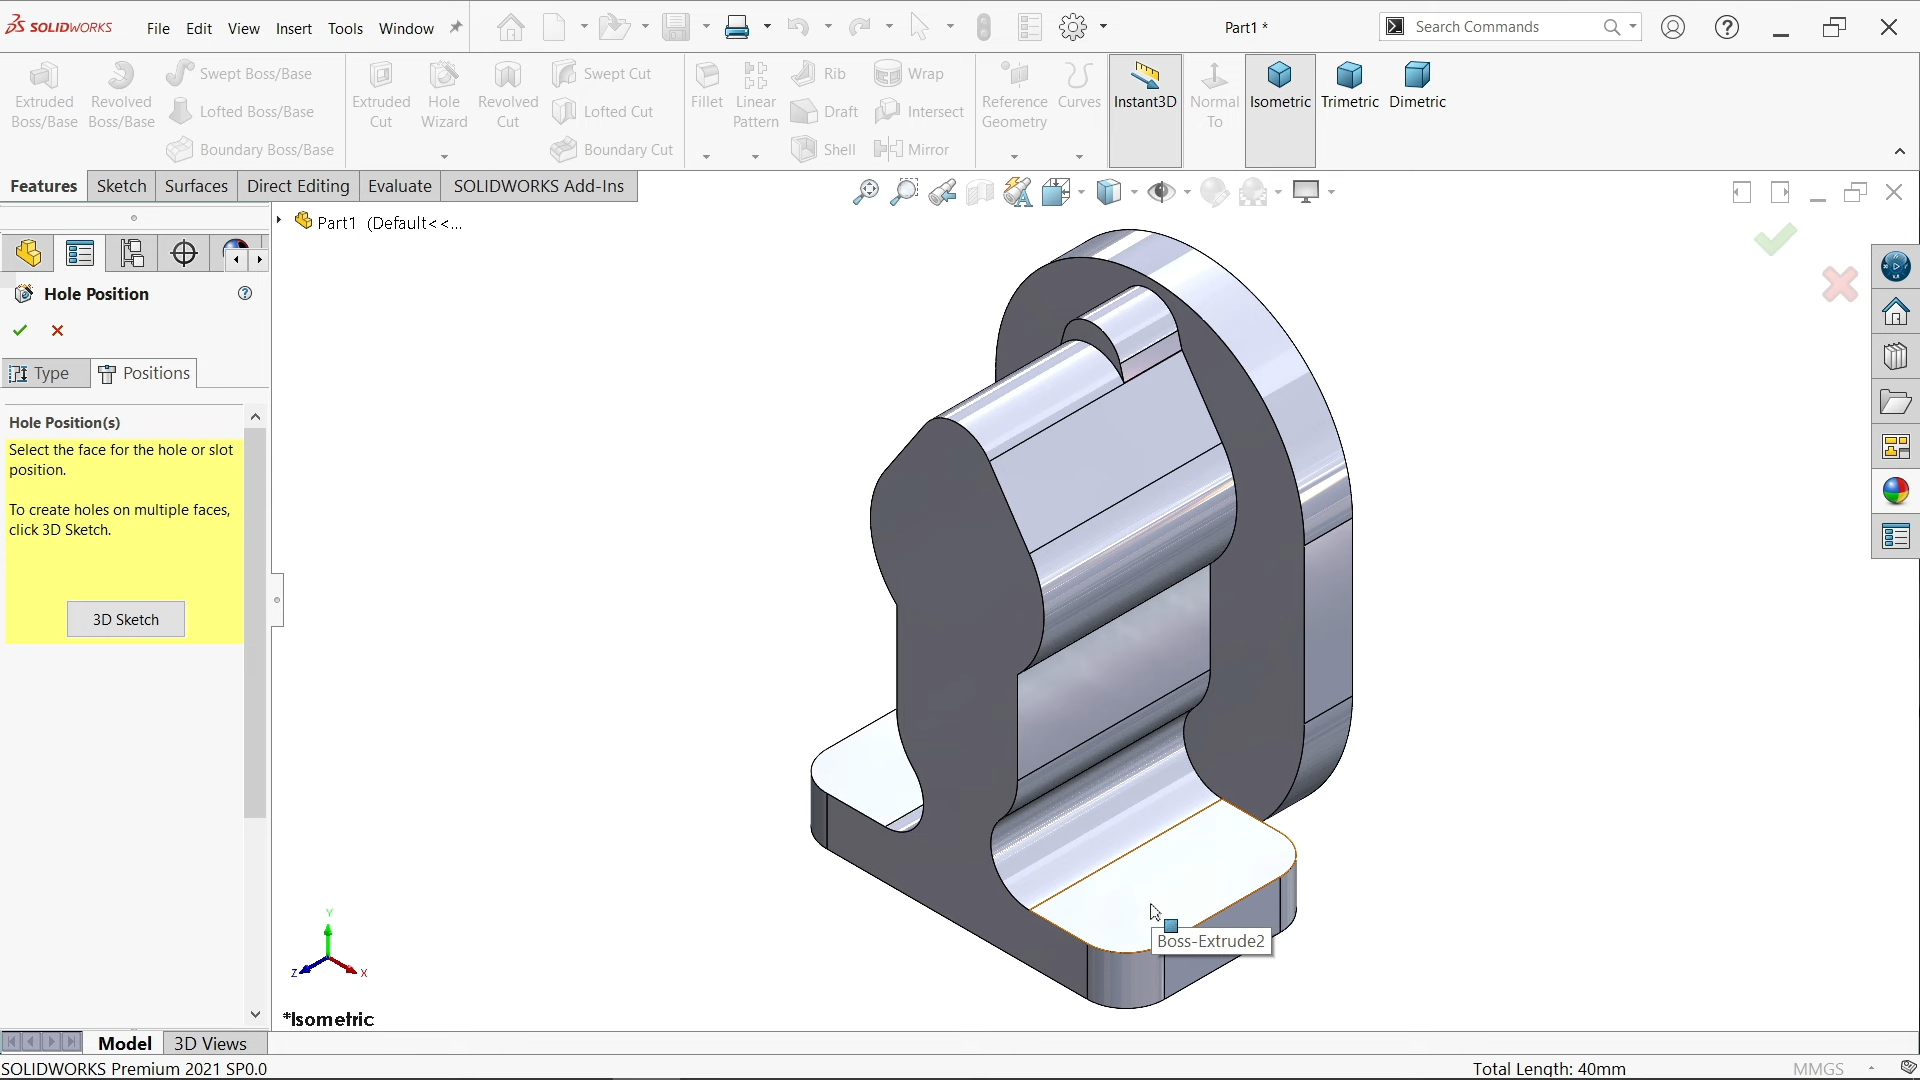 SOLIDWORKS File Edit View Insert Tools Window Part1 * Search Commands
Extruded Boss/Base
Revolved Boss/Base
Swept Boss/Base
Lofted Boss/Base
Boundary Boss/Base
Extruded Cut
Hole Wizard
Revolved Cut
Swept Cut
Lofted Cut
Boundary Cut
Fillet
Linear Pattern
Rib
Draft
Shell
Wrap
Intersect
Mirror
Reference Geometry
Curves
Instant3D
Normal To
Isometric
Trimetric
Dimetric
Features Sketch Surfaces Direct Editing Evaluate SOLIDWORKS Add-Ins
Part1 (Default<<...
Hole Position
Type Positions
Hole Position(s)
Select the face for the hole or slot
position.
To create holes on multiple faces,
click 3D Sketch.
3D Sketch
Boss-Extrude2
Y
Z
X
*Isometric
Model 3D Views
SOLIDWORKS Premium 2021 SP0.0 Total Length: 40mm MMGS